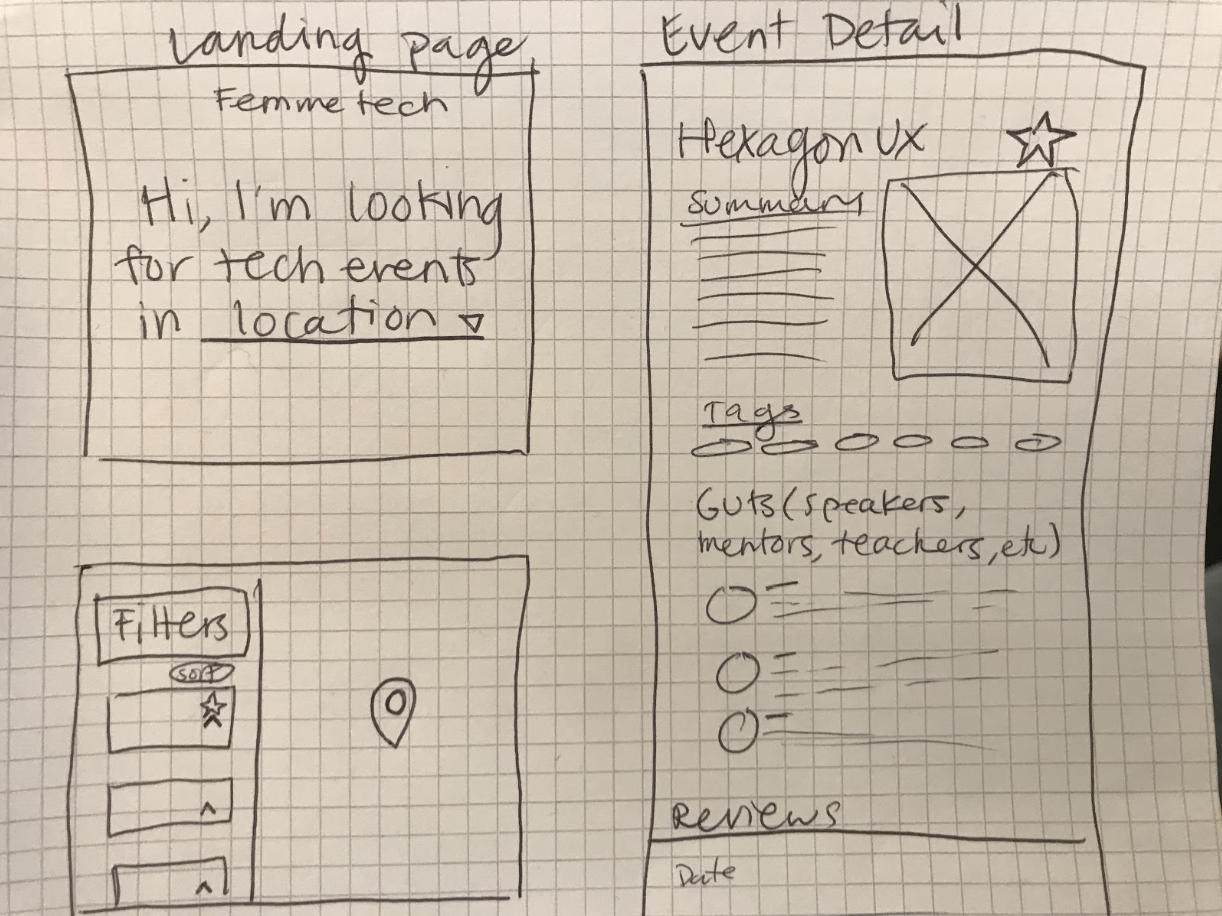 Landing page
Femme tech
Hi, I'm looking
for tech events
in location
Filters
sort
Event Detail
Hexagon UX
Summary
Tags
Guts (speakers,
mentors, teachers, etc)
Reviews
Date